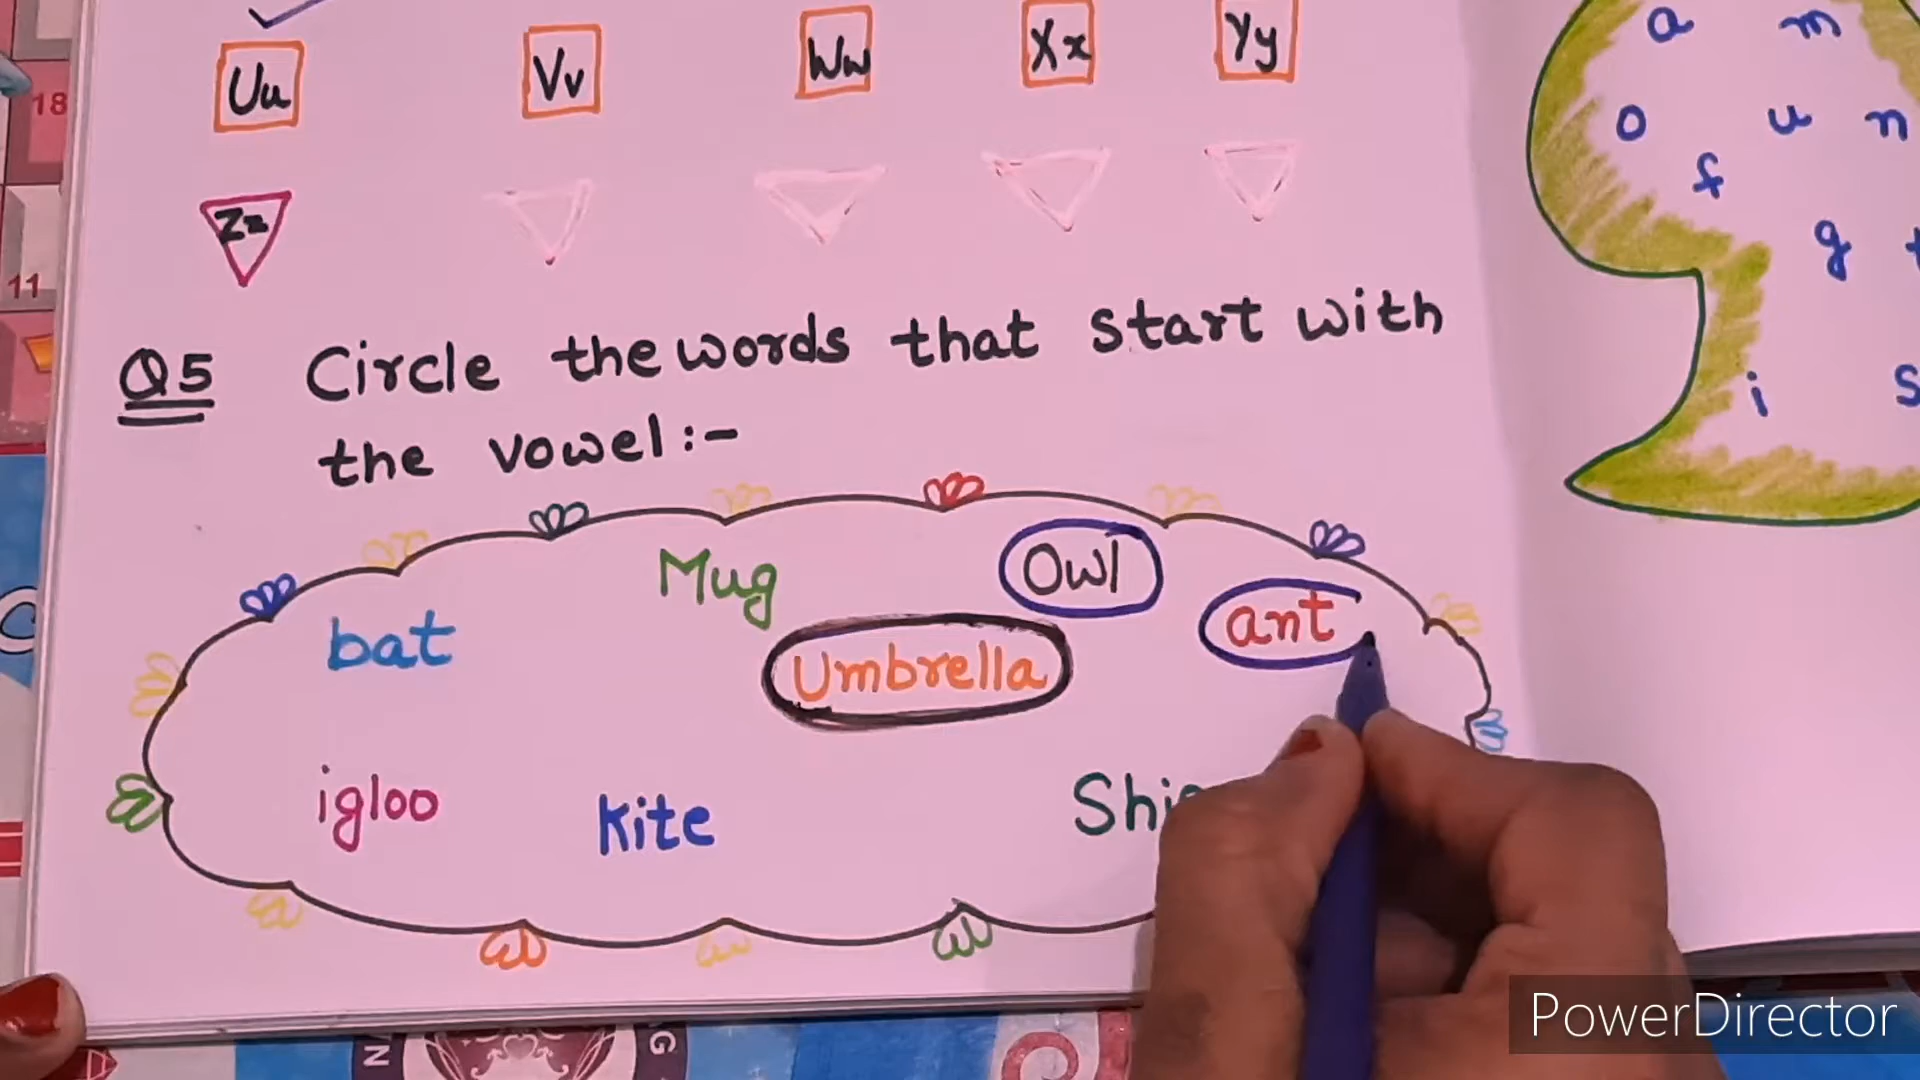 a m
18 Uu Vv Ww Xx Yy
o u n
f
Zz g
11 i s
Q5 Circle the words that start with
the vowel:-
Mug Owl
bat Umbrella ant
igloo Kite
PowerDirector